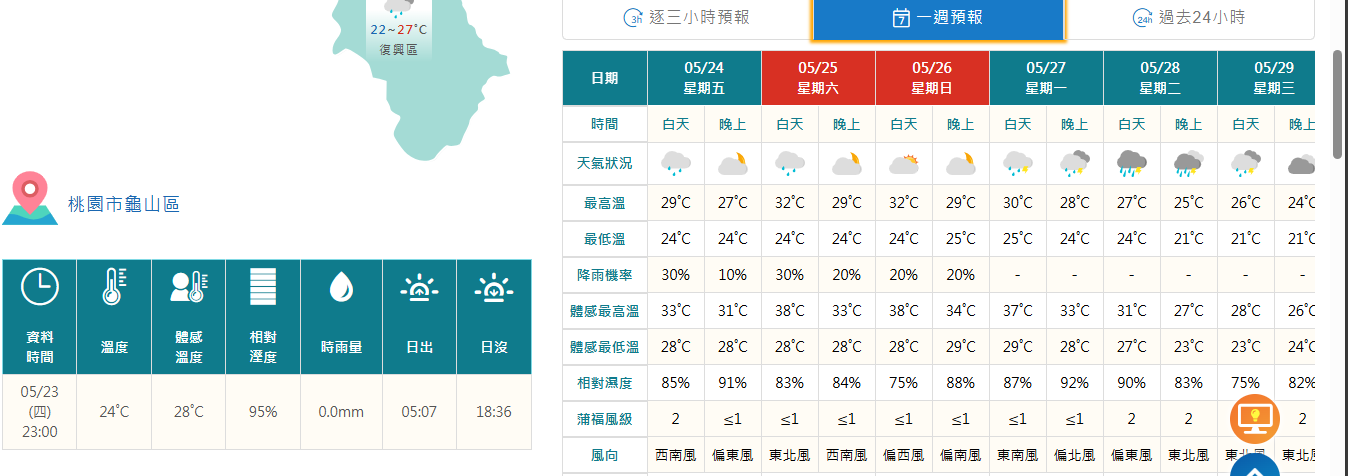 22~27°C
復興區
桃園市龜山區
資料 時間 溫度 體感 溫度 相對 溼度 時雨量 日出 日沒
05/23 (四) 23:00 24°C 28°C 95% 0.0mm 05:07 18:36
3h 逐三小時預報 7 一週預報 24h 過去24小時
日期 05/24 星期五 05/25 星期六 05/26 星期日 05/27 星期一 05/28 星期二 05/29 星期三
時間 白天 晚上 白天 晚上 白天 晚上 白天 晚上 白天 晚上 白天 晚上
天氣狀況
最高溫 29°C 27°C 32°C 29°C 32°C 29°C 30°C 28°C 27°C 25°C 26°C 24°C
最低溫 24°C 24°C 24°C 24°C 24°C 25°C 25°C 24°C 24°C 21°C 21°C 21°C
降雨機率 30% 10% 30% 20% 20% 20% - - - - - -
體感最高溫 33°C 31°C 38°C 33°C 38°C 34°C 37°C 33°C 31°C 27°C 28°C 26°C
體感最低溫 28°C 28°C 28°C 28°C 28°C 29°C 29°C 28°C 27°C 23°C 23°C 24°C
相對濕度 85% 91% 83% 84% 75% 88% 87% 92% 90% 83% 75% 82%
蒲福風級 2 ≤1 ≤1 ≤1 ≤1 ≤1 ≤1 ≤1 2 2 2
風向 西南風 偏東風 東北風 西南風 偏西風 偏南風 東南風 偏北風 偏東風 東北風 東北風 東北風